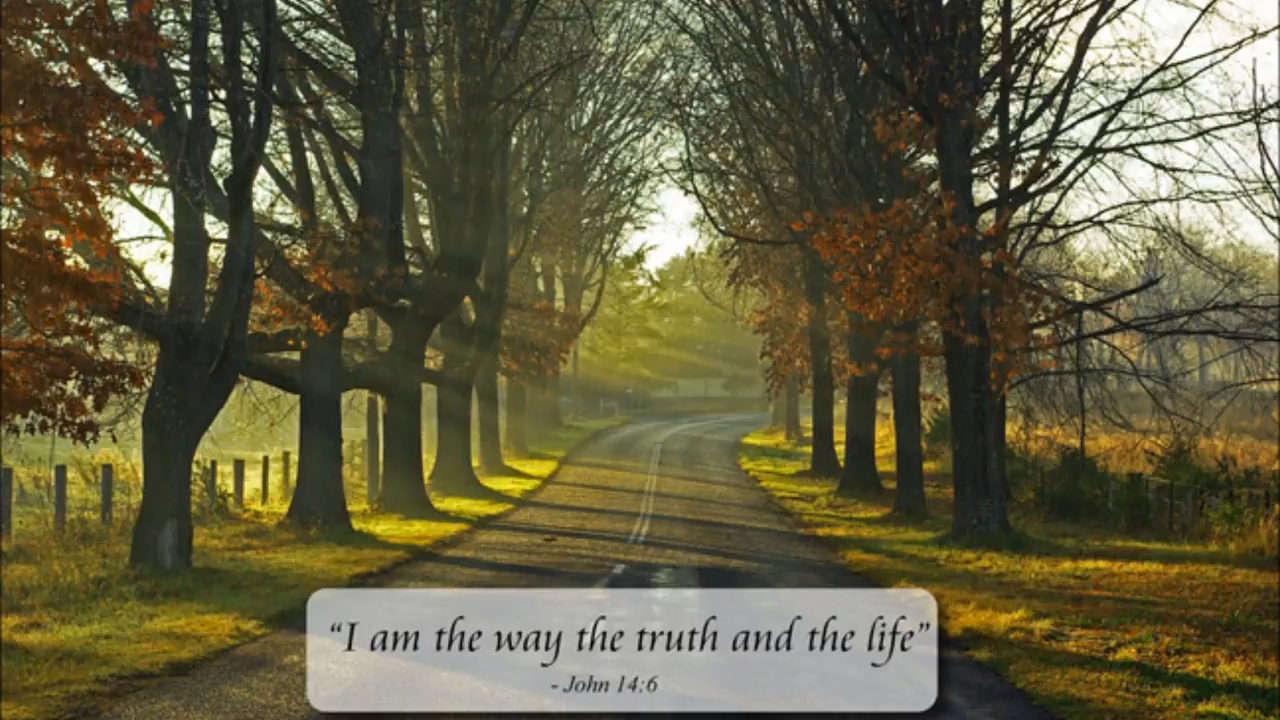 “I am the way the truth and the life”
- John 14:6